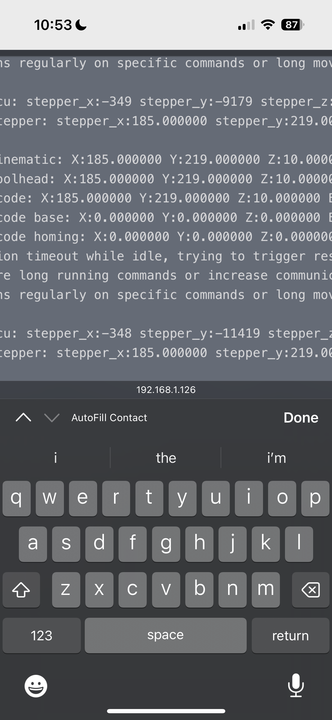 10:53
87
ns regularly on specific commands or long mov
cu: stepper_x:-349 stepper_y:-9179 stepper_z
tepper: stepper_x:185.000000 stepper_y:219.00
inematic: X:185.000000 Y:219.000000 Z:10.0000
oolhead: X:185.000000 Y:219.000000 Z:10.00000
code: X:185.000000 Y:219.000000 Z:10.000000 E
code base: X:0.000000 Y:0.000000 Z:0.000000 E
code homing: X:0.000000 Y:0.000000 Z:0.000000
ion timeout while idle, trying to trigger res
re long running commands or increase communic
ns regularly on specific commands or long mov
cu: stepper_x:-348 stepper_y:-11419 stepper_z
tepper: stepper_x:185.000000 stepper_y:219.00
192.168.1.126
AutoFill Contact Done
i the i'm
q w e r t y u i o p
a s d f g h j k l
z x c v b n m
123 space return